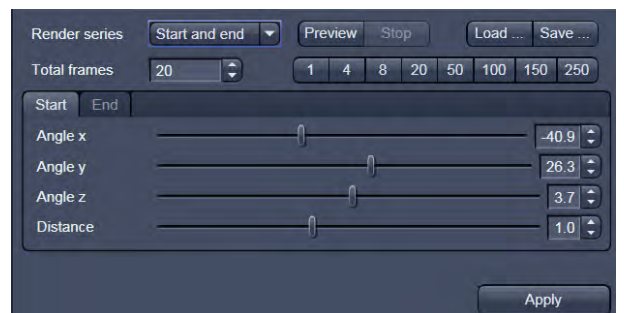 Render series Start and end Preview Stop Load ... Save ...
Total frames 20 1 4 8 20 50 100 150 250
Start End
Angle x -40.9
Angle y 26.3
Angle z 3.7
Distance 1.0
Apply